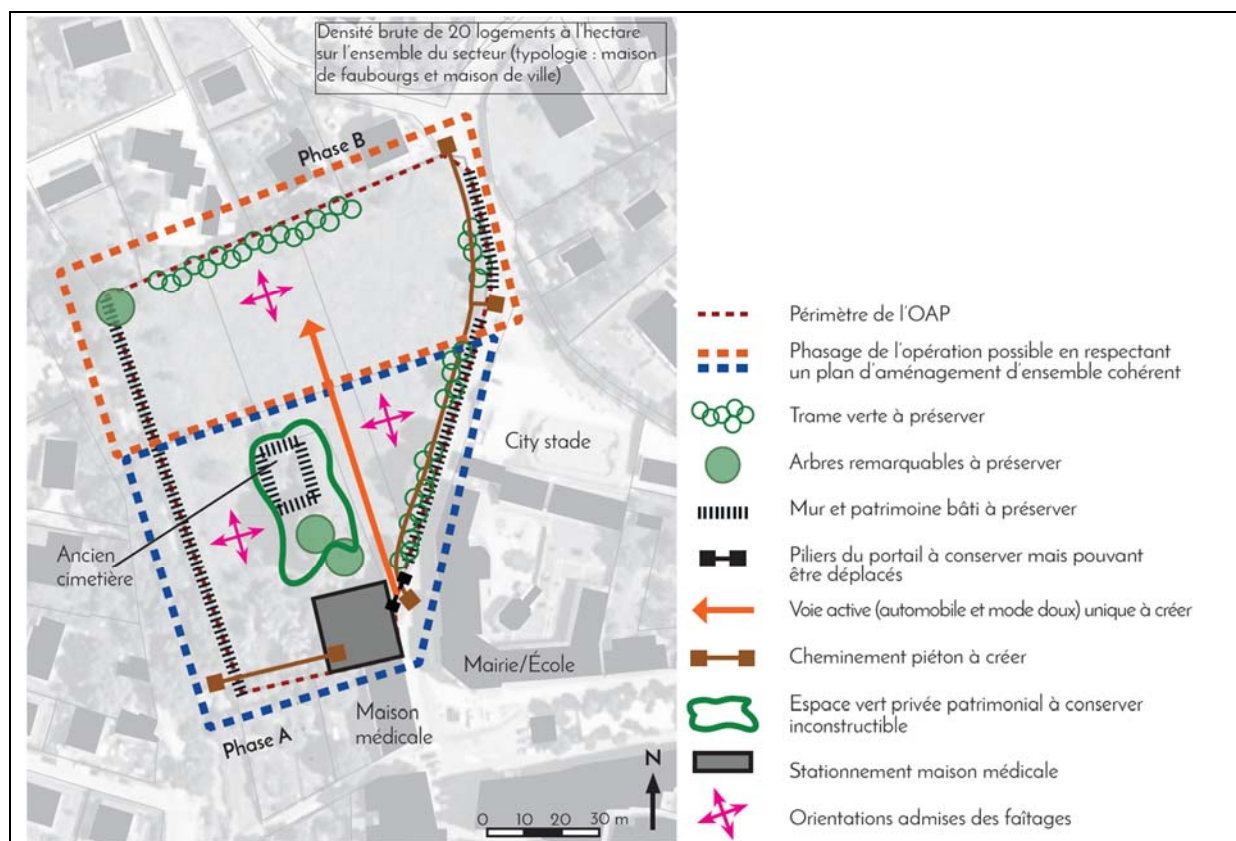 Densité brute de 20 logements à l'hectare
sur l'ensemble du secteur (typologie : maison
de faubourgs et maison de ville)
Phase B
City stade
Ancien
cimetière
Mairie/École
Maison
médicale
Phase A
N
0 10 20 30 m
Périmètre de l'OAP
Phasage de l'opération possible en respectant
un plan d'aménagement d'ensemble cohérent
Trame verte à préserver
Arbres remarquables à préserver
Mur et patrimoine bâti à préserver
Piliers du portail à conserver mais pouvant
être déplacés
Voie active (automobile et mode doux) unique à créer
Cheminement piéton à créer
Espace vert privée patrimonial à conserver
inconstructible
Stationnement maison médicale
Orientations admises des faîtages